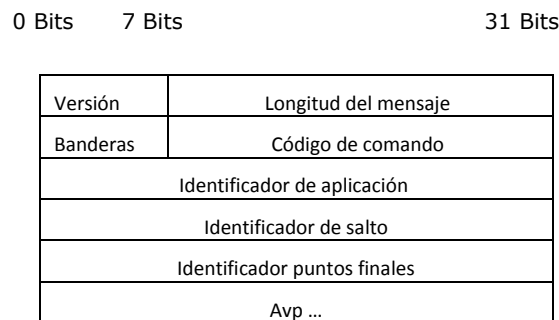 0 Bits 7 Bits 31 Bits
Versión Longitud del mensaje
Banderas Código de comando
Identificador de aplicación
Identificador de salto
Identificador puntos finales
Avp ...